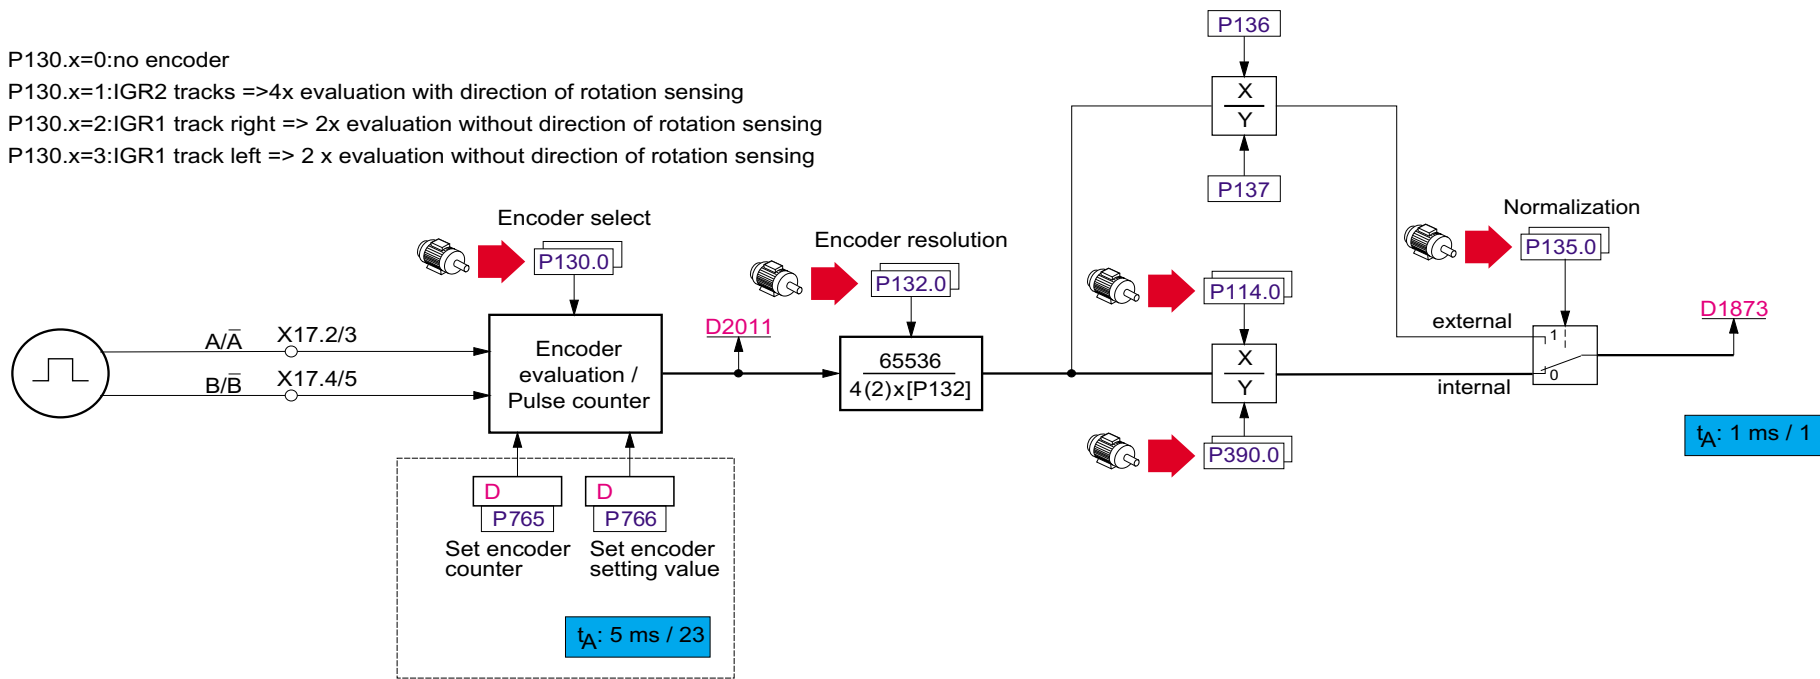 P130.x=0:no encoder
P130.x=1:IGR2 tracks =>4x evaluation with direction of rotation sensing
P130.x=2:IGR1 track right => 2x evaluation without direction of rotation sensing
P130.x=3:IGR1 track left => 2 x evaluation without direction of rotation sensing
P136
X
Y
P137
Encoder select
P130.0
Encoder resolution
P132.0
P114.0
Normalization
P135.0
A/A̅
X17.2/3
B/B̅
X17.4/5
Encoder
evaluation /
Pulse counter
D2011
65536
4(2)x[P132]
X
Y
P390.0
external
internal
1
0
D1873
tA: 1 ms / 1
D
P765
Set encoder
counter
D
P766
Set encoder
setting value
tA: 5 ms / 23